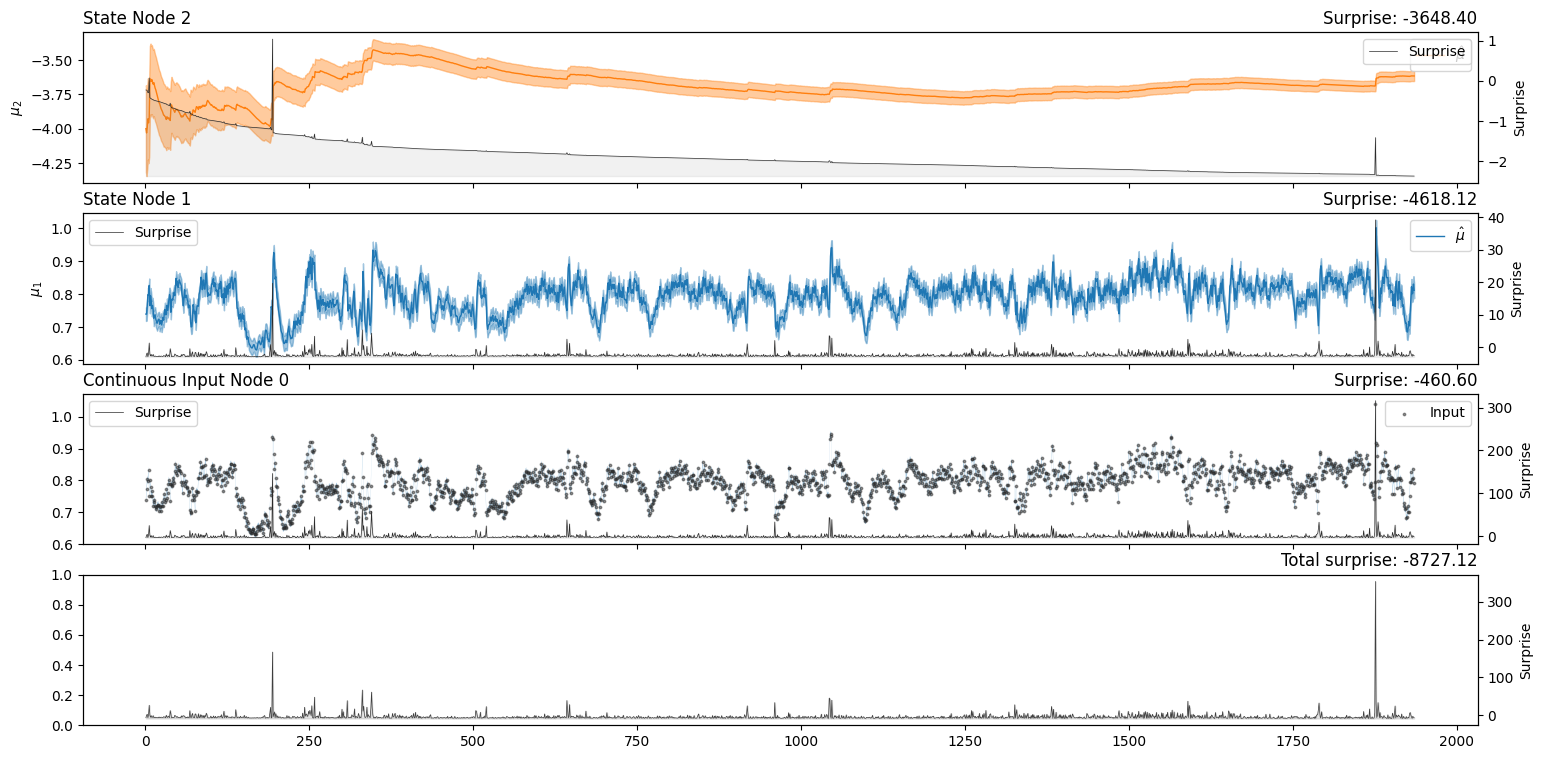 State Node 2
Surprise: -3648.40
Surprise
μ₂
−3.50
−3.75
−4.00
−4.25
1
0
−1
−2
Surprise
State Node 1
Surprise: -4618.12
Surprise
μ̂
μ₁
1.0
0.9
0.8
0.7
0.6
40
30
20
10
0
Surprise
Continuous Input Node 0
Surprise: -460.60
Surprise
Input
1.0
0.9
0.8
0.7
0.6
300
200
100
0
Surprise
Total surprise: -8727.12
1.0
0.8
0.6
0.4
0.2
0.0
300
200
100
0
Surprise
0 250 500 750 1000 1250 1500 1750 2000